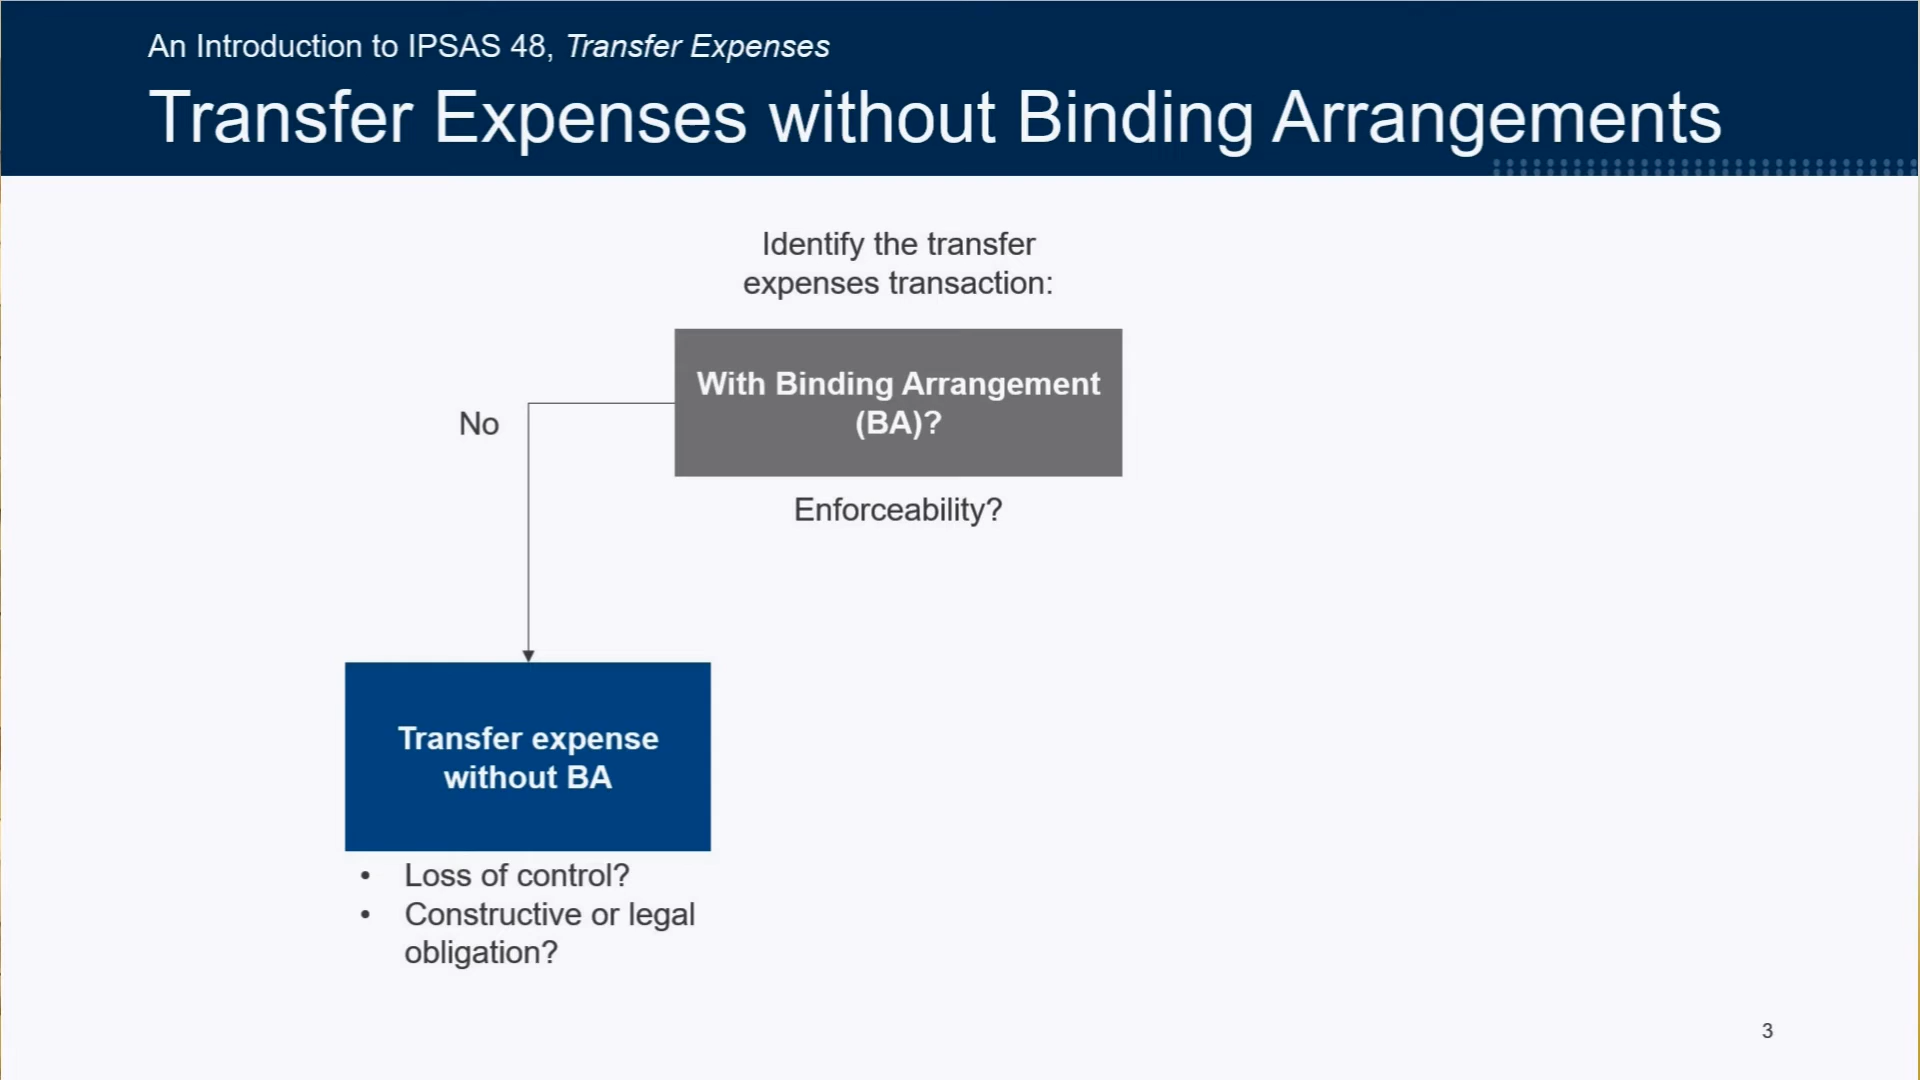 An Introduction to IPSAS 48, Transfer Expenses
Transfer Expenses without Binding Arrangements
Identify the transfer
expenses transaction:
With Binding Arrangement
(BA)?
No
Enforceability?
Transfer expense
without BA
• Loss of control?
• Constructive or legal
obligation?
3